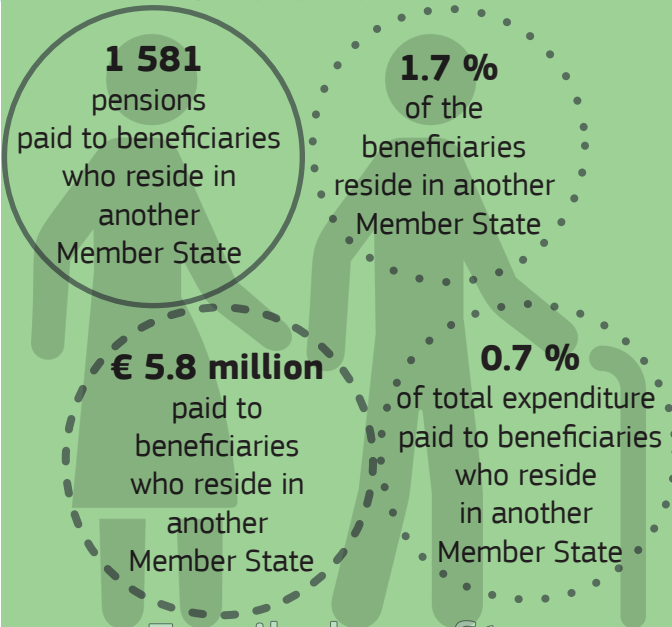 1 581
pensions
paid to beneficiaries
who reside in
another
Member State
1.7 %
of the
beneficiaries
reside in another
Member State
€ 5.8 million
paid to
beneficiaries
who reside in
another
Member State
0.7 %
of total expenditure
paid to beneficiaries
who reside
in another
Member State